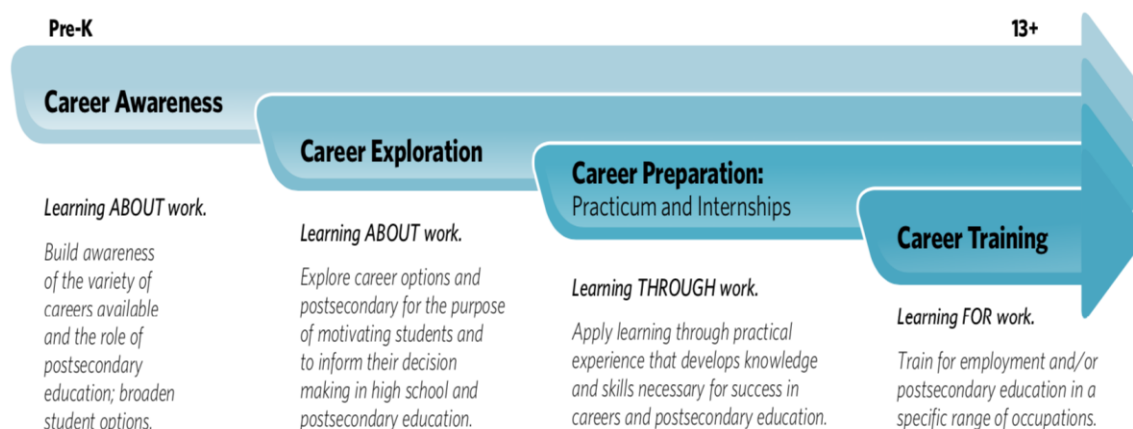 Pre-K
13+
Career Awareness
Learning ABOUT work.
Build awareness
of the variety of
careers available
and the role of
postsecondary
education; broaden
student options.
Career Exploration
Learning ABOUT work.
Explore career options and
postsecondary for the purpose
of motivating students and
to inform their decision
making in high school and
postsecondary education.
Career Preparation:
Practicum and Internships
Learning THROUGH work.
Apply learning through practical
experience that develops knowledge
and skills necessary for success in
careers and postsecondary education.
Career Training
Learning FOR work.
Train for employment and/or
postsecondary education in a
specific range of occupations.